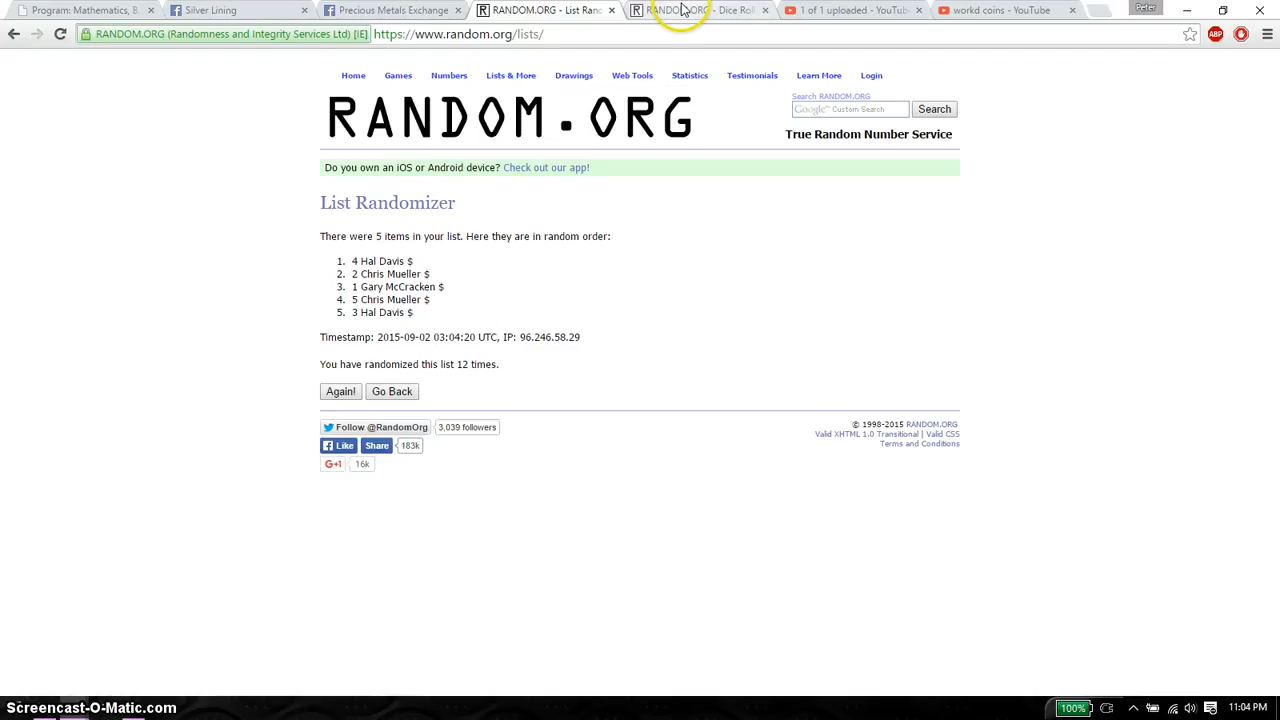 Program: Mathematics, B
Silver Lining
Precious Metals Exchange
RANDOM.ORG - List Ranc
RANDOM.ORG - Dice Roll
1 of 1 uploaded - YouTube
workd coins - YouTube
Peter
RANDOM.ORG (Randomness and Integrity Services Ltd) [IE]
https://www.random.org/lists/
ABP
Home Games Numbers Lists & More Drawings Web Tools Statistics Testimonials Learn More Login
RANDOM.ORG
Search RANDOM.ORG
Google™ Custom Search
Search
True Random Number Service
Do you own an iOS or Android device? Check out our app!
List Randomizer
There were 5 items in your list. Here they are in random order:
1. 4 Hal Davis $
2. 2 Chris Mueller $
3. 1 Gary McCracken $
4. 5 Chris Mueller $
5. 3 Hal Davis $
Timestamp: 2015-09-02 03:04:20 UTC, IP: 96.246.58.29
You have randomized this list 12 times.
Again! Go Back
Follow @RandomOrg 3,039 followers
Like Share 183k
G+1 16k
© 1998-2015 RANDOM.ORG
Valid XHTML 1.0 Transitional | Valid CSS
Terms and Conditions
Screencast-O-Matic.com
100%
11:04 PM